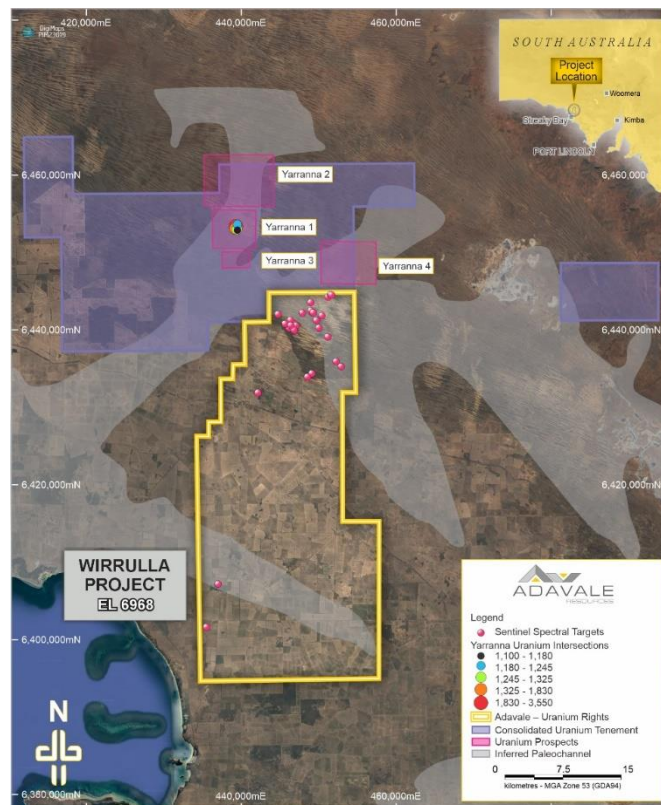 420,000mE
440,000mE
460,000mE
SOUTH AUSTRALIA
Project
Location
Woomera
Kimba
Streaky Bay
PORT LINCOLN
6,460,000mN
Yarranna 2
Yarranna 1
Yarranna 3
Yarranna 4
6,440,000mN
6,440,000mN
6,420,000mN
6,420,000mN
WIRRULLA
PROJECT
EL 6968
6,400,000mN
6,380,000mN
N
440,000mE
460,000mE
ADAVALE
RESOURCES
Legend
Sentinel Spectral Targets
Yarranna Uranium Intersections
1,100 - 1,180
1,180 - 1,245
1,245 - 1,325
1,325 - 1,830
1,830 - 3,550
Adavale – Uranium Rights
Consolidated Uranium Tenement
Uranium Prospects
Inferred Paleochannel
0 7.5 15
kilometres - MGA Zone 53 (GDA94)